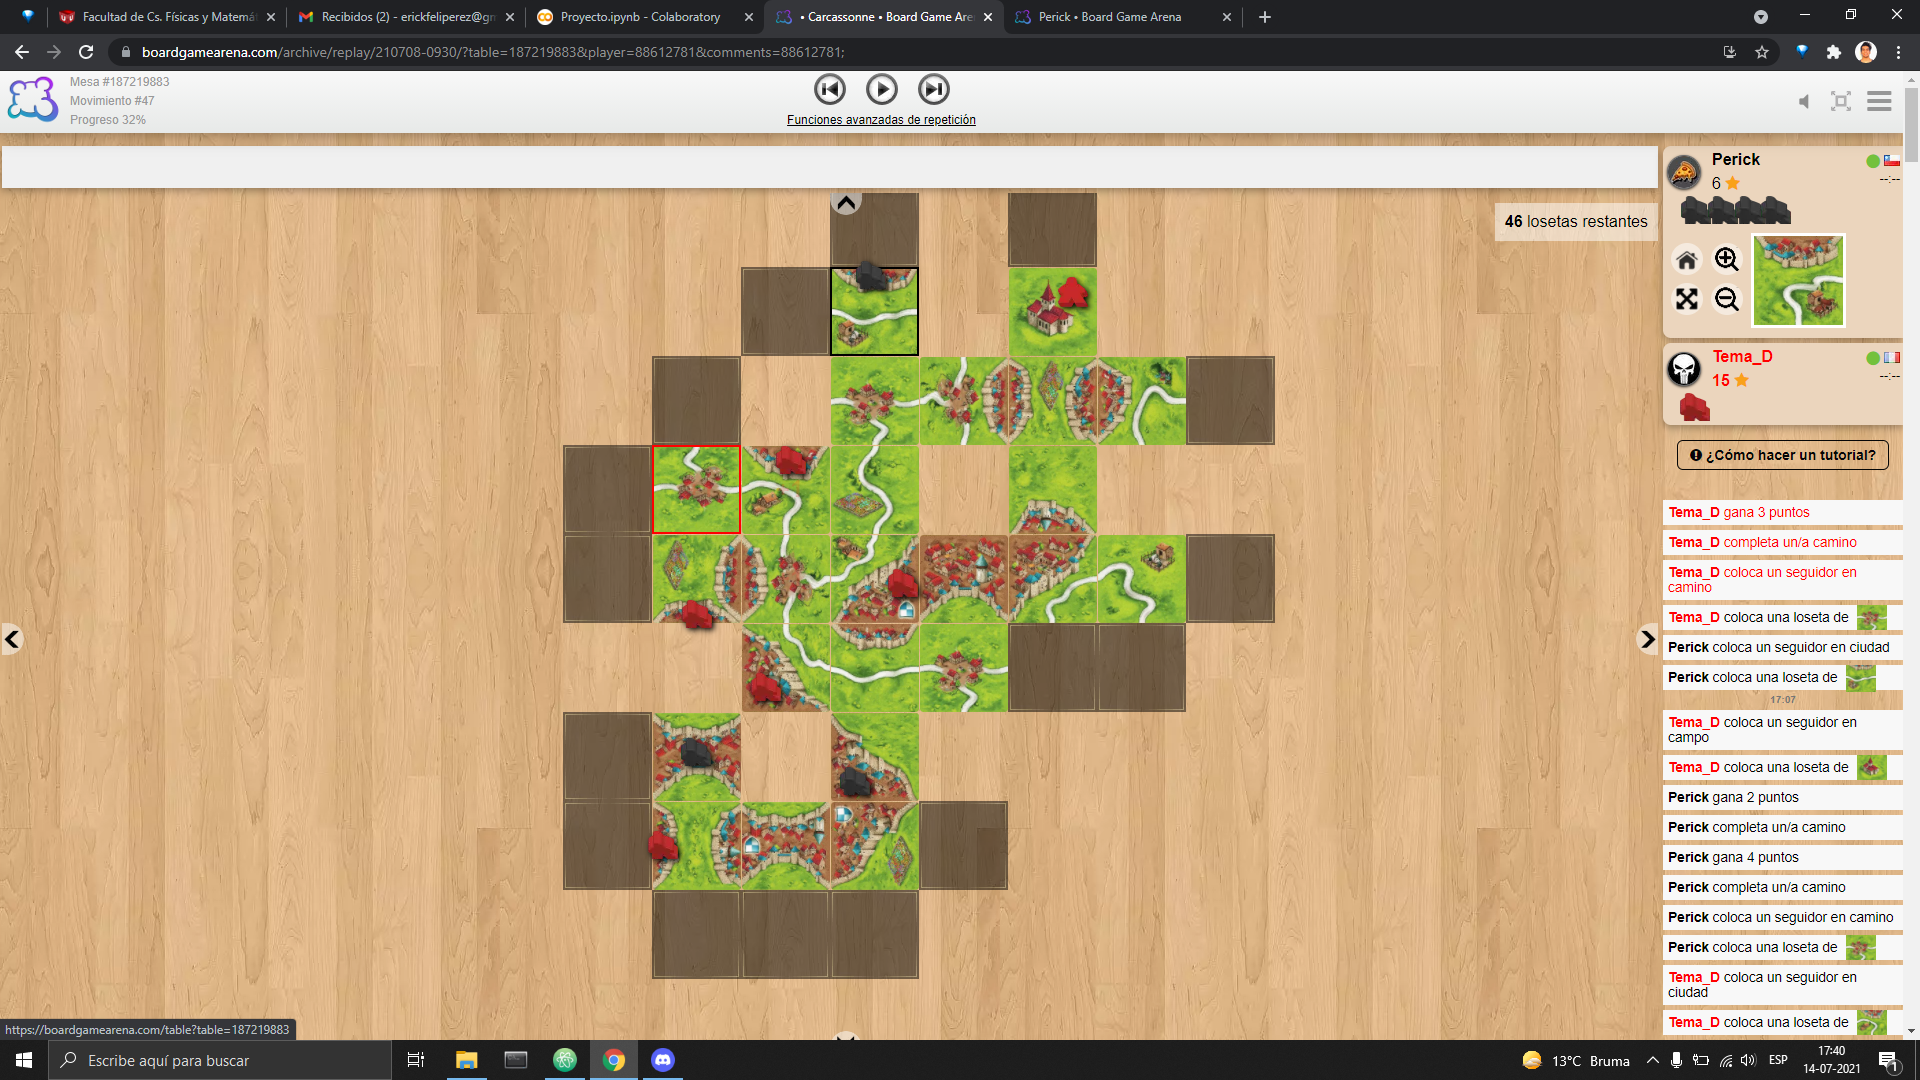 Facultad de Cs. Físicas y Matemá
Recibidos (2) - erickfeliperez@gm
Proyecto.ipynb - Colaboratory
• Carcassonne • Board Game Are
Perick • Board Game Arena
boardgamearena.com/archive/replay/210708-0930/?table=187219883&player=88612781&comments=88612781;
Mesa #187219883
Movimiento #47
Progreso 32%
Funciones avanzadas de repetición
46 losetas restantes
Perick
6
--:--
Tema_D
15
--:--
¿Cómo hacer un tutorial?
Tema_D gana 3 puntos
Tema_D completa un/a camino
Tema_D coloca un seguidor en
camino
Tema_D coloca una loseta de
Perick coloca un seguidor en ciudad
Perick coloca una loseta de
17:07
Tema_D coloca un seguidor en
campo
Tema_D coloca una loseta de
Perick gana 2 puntos
Perick completa un/a camino
Perick gana 4 puntos
Perick completa un/a camino
Perick coloca un seguidor en camino
Perick coloca una loseta de
Tema_D coloca un seguidor en
ciudad
Tema_D coloca una loseta de
https://boardgamearena.com/table?table=187219883
Escribe aquí para buscar
13°C Bruma
ESP
17:40
14-07-2021
1